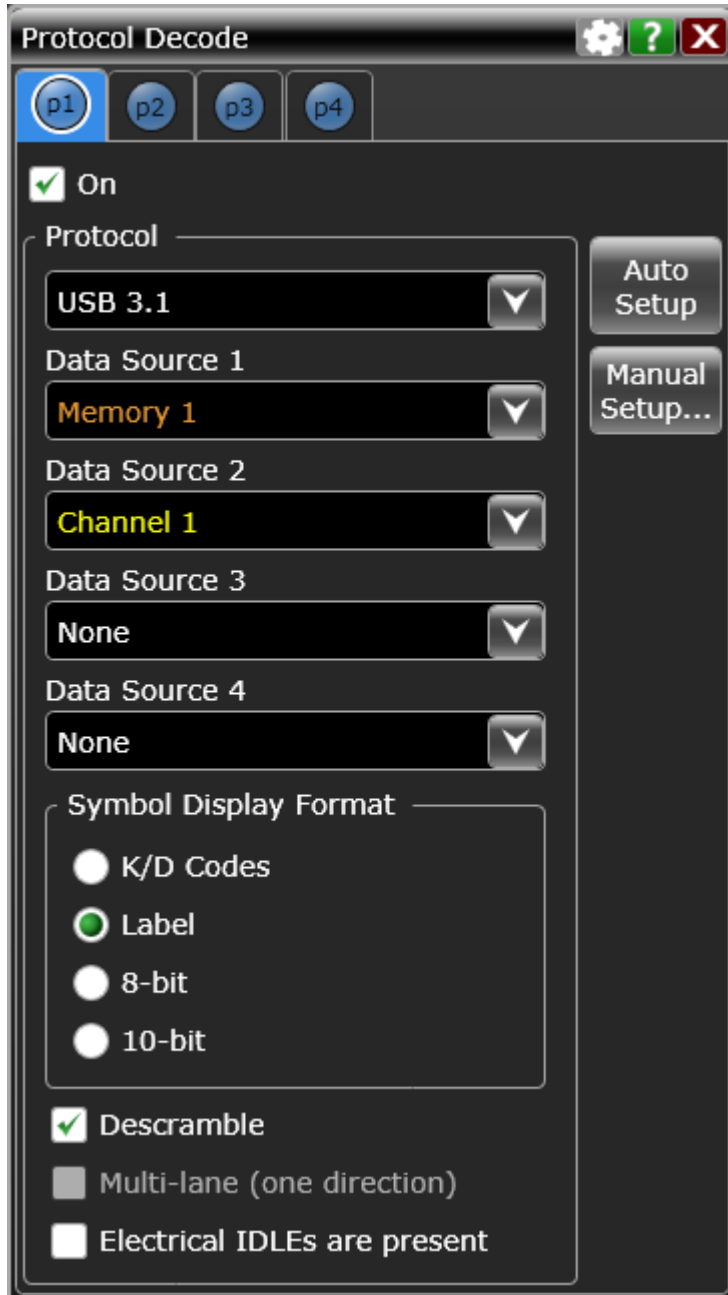 Protocol Decode
?
p1
p2
p3
p4
On
Protocol
USB 3.1
Auto
Setup
Data Source 1
Manual
Setup...
Memory 1
Data Source 2
Channel 1
Data Source 3
None
Data Source 4
None
Symbol Display Format
K/D Codes
Label
8-bit
10-bit
Descramble
Multi-lane (one direction)
Electrical IDLEs are present